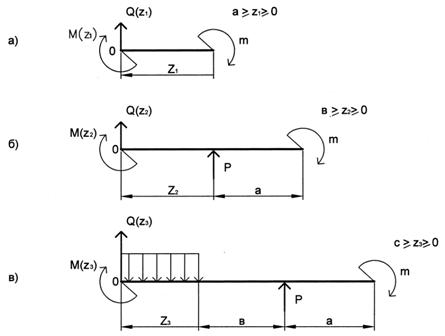 Q(z₁)
a ≥ z₁ ≥ 0
а)
M(z₁)
m
0
Z₁
Q(z₂)
в ≥ z₂ ≥ 0
M(z₂)
m
б)
0
P
Z₂
a
Q(z₃)
c ≥ z₃ ≥ 0
M(z₃)
m
в)
0
P
Z₃
в
a